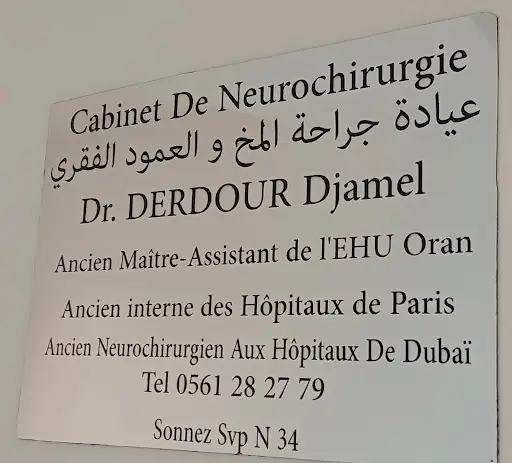 Cabinet De Neurochirurgie
عيادة جراحة المخ و العمود الفقري
Dr. DERDOUR Djamel
Ancien Maître-Assistant de l'EHU Oran
Ancien interne des Hôpitaux de Paris
Ancien Neurochirurgien Aux Hôpitaux De Dubaï
Tel 0561 28 27 79
Sonnez Svp N 34